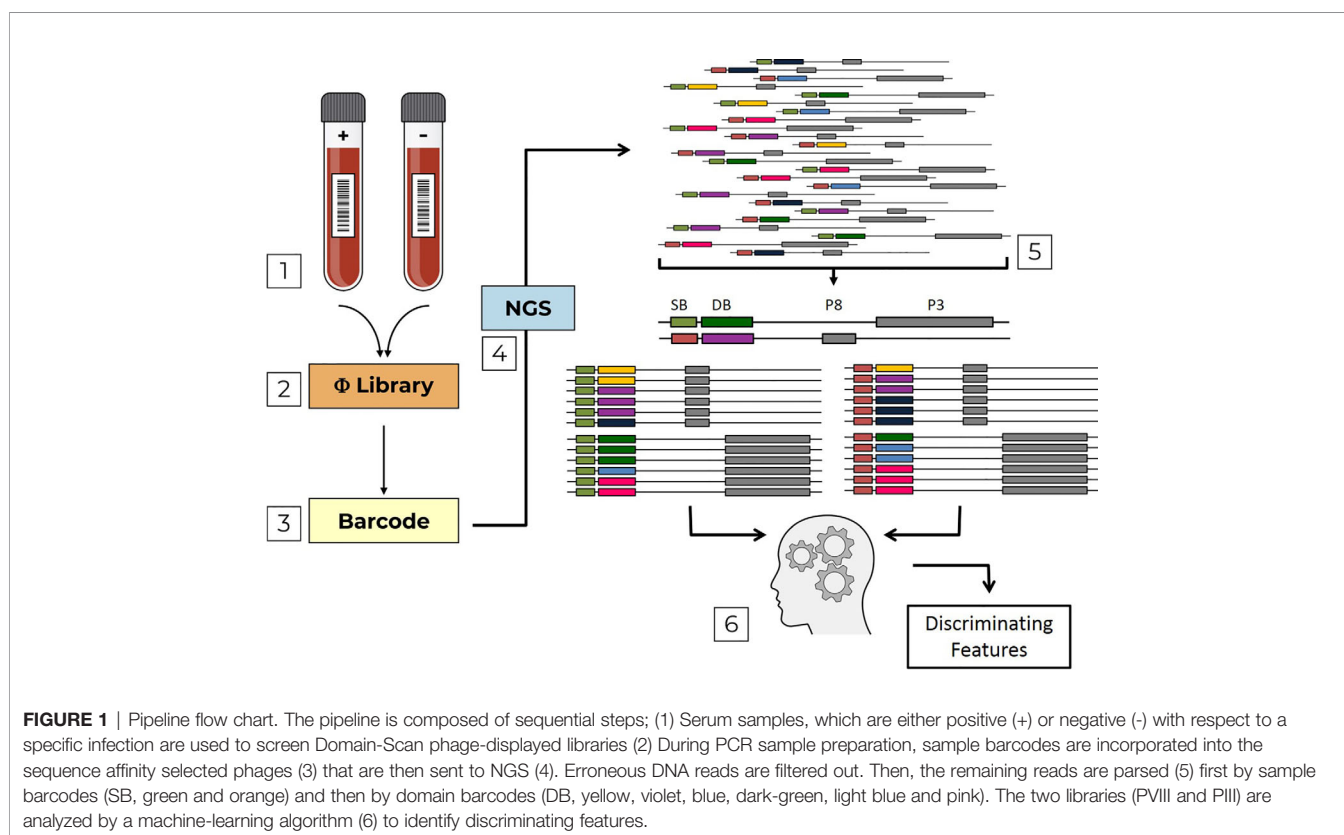 + -
1
2
Φ Library
3
Barcode
NGS
4
5
SB DB P8 P3
6
Discriminating
Features
FIGURE 1 | Pipeline flow chart. The pipeline is composed of sequential steps; (1) Serum samples, which are either positive (+) or negative (-) with respect to a
specific infection are used to screen Domain-Scan phage-displayed libraries (2) During PCR sample preparation, sample barcodes are incorporated into the
sequence affinity selected phages (3) that are then sent to NGS (4). Erroneous DNA reads are filtered out. Then, the remaining reads are parsed (5) first by sample
barcodes (SB, green and orange) and then by domain barcodes (DB, yellow, violet, blue, dark-green, light blue and pink). The two libraries (PVIII and PIII) are
analyzed by a machine-learning algorithm (6) to identify discriminating features.